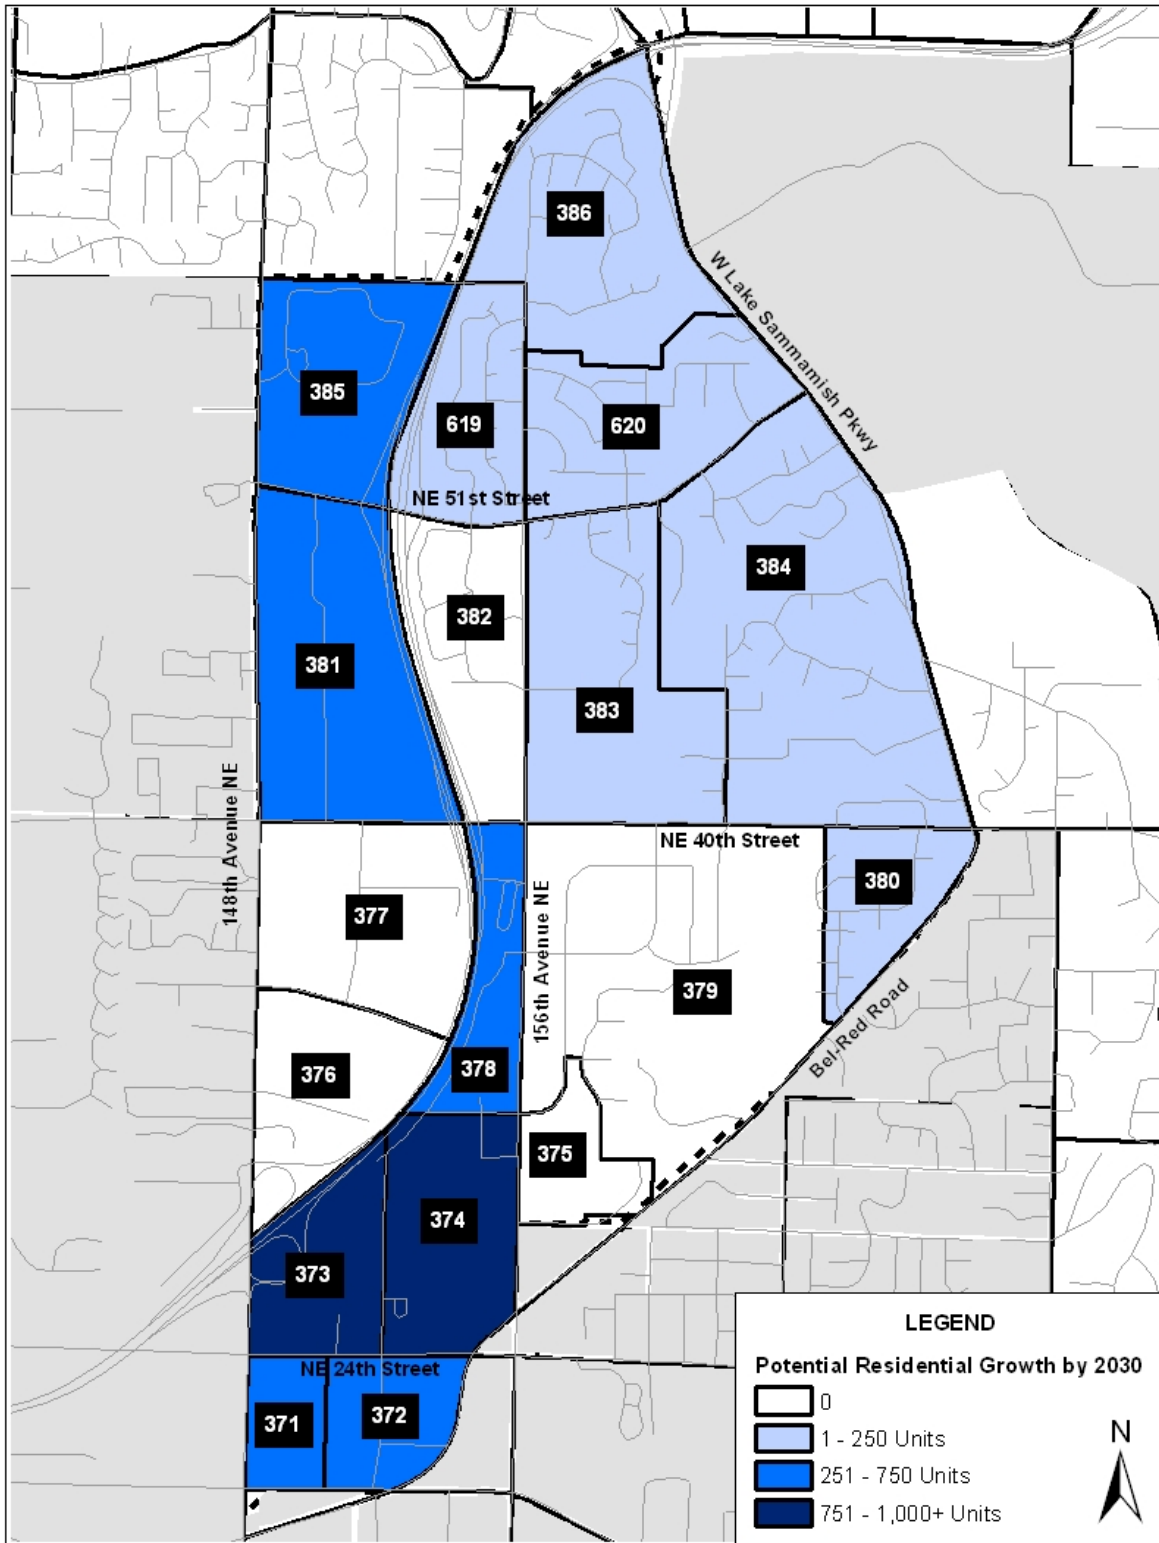 386
W Lake Sammamish Pkwy
385
619
620
NE 51st Street
384
382
381
383
148th Avenue NE
NE 40th Street
380
377
156th Avenue NE
379
Bel-Red Road
376
378
375
374
373
NE 24th Street
371
372
LEGEND
Potential Residential Growth by 2030
0
1 - 250 Units
251 - 750 Units
751 - 1,000+ Units
N